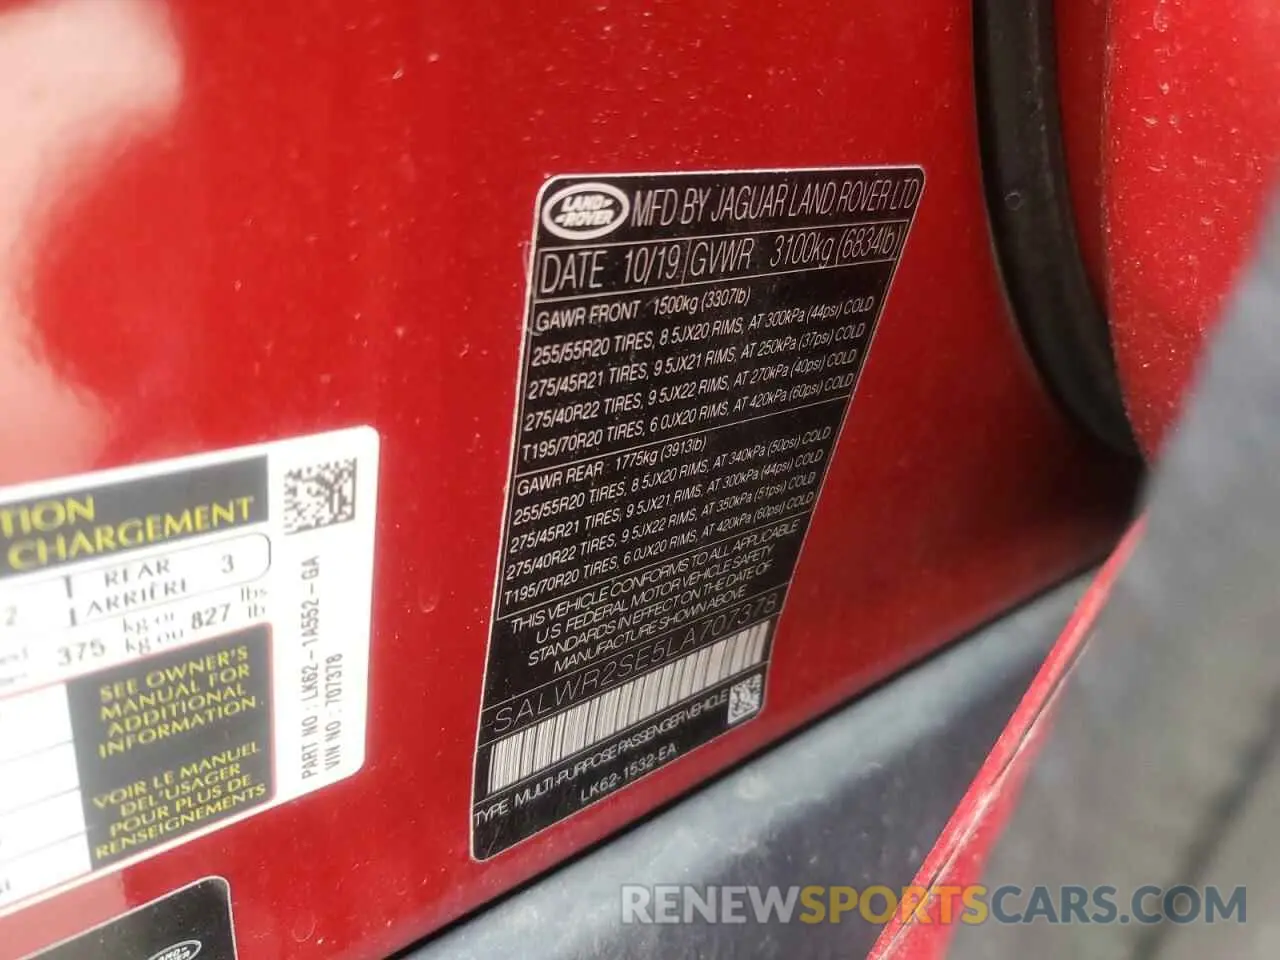 TION
CHARGEMENT
2 REAR 3
ARRIÈRE
375 kg or 827 lbs
kg ou lb
SEE OWNER'S
MANUAL FOR
ADDITIONAL
INFORMATION
VOIR LE MANUEL
DE L'USAGER
POUR PLUS DE
RENSEIGNEMENTS
PART NO : LK62-1A552-GA
VIN NO : 707378
LAND-
-ROVER
MFD BY JAGUAR LAND ROVER LTD
DATE 10/19 GVWR 3100kg (6834lb)
GAWR FRONT 1500kg (3307lb)
255/55R20 TIRES, 8.5JX20 RIMS, AT 300kPa (44psi) COLD
275/45R21 TIRES, 9.5JX21 RIMS, AT 250kPa (37psi) COLD
275/40R22 TIRES, 9.5JX22 RIMS, AT 270kPa (40psi) COLD
T195/70R20 TIRES, 6.0JX20 RIMS, AT 420kPa (60psi) COLD
GAWR REAR 1775kg (3913lb)
255/55R20 TIRES, 8.5JX20 RIMS, AT 340kPa (50psi) COLD
275/45R21 TIRES, 9.5JX21 RIMS, AT 300kPa (44psi) COLD
275/40R22 TIRES, 9.5JX22 RIMS, AT 350kPa (51psi) COLD
T195/70R20 TIRES, 6.0JX20 RIMS, AT 420kPa (60psi) COLD
THIS VEHICLE CONFORMS TO ALL APPLICABLE
U.S. FEDERAL MOTOR VEHICLE SAFETY
STANDARDS IN EFFECT ON THE DATE OF
MANUFACTURE SHOWN ABOVE
SALWR2SE5LA707378
TYPE MULTI-PURPOSE PASSENGER VEHICLE
LK62-1532-EA
RENEWSPORTSCARS.COM